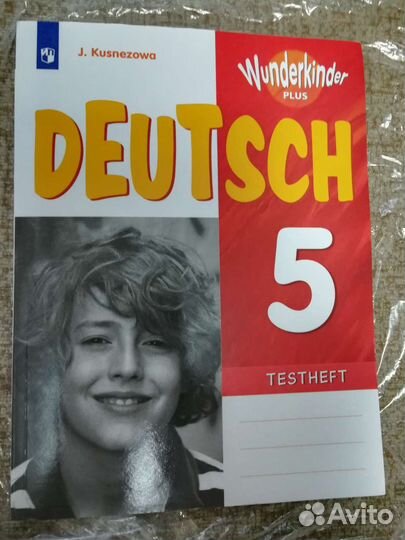 J. Kusnezowa
Wunderkinder
PLUS
DEUTSCH
5
TESTHEFT
Avito